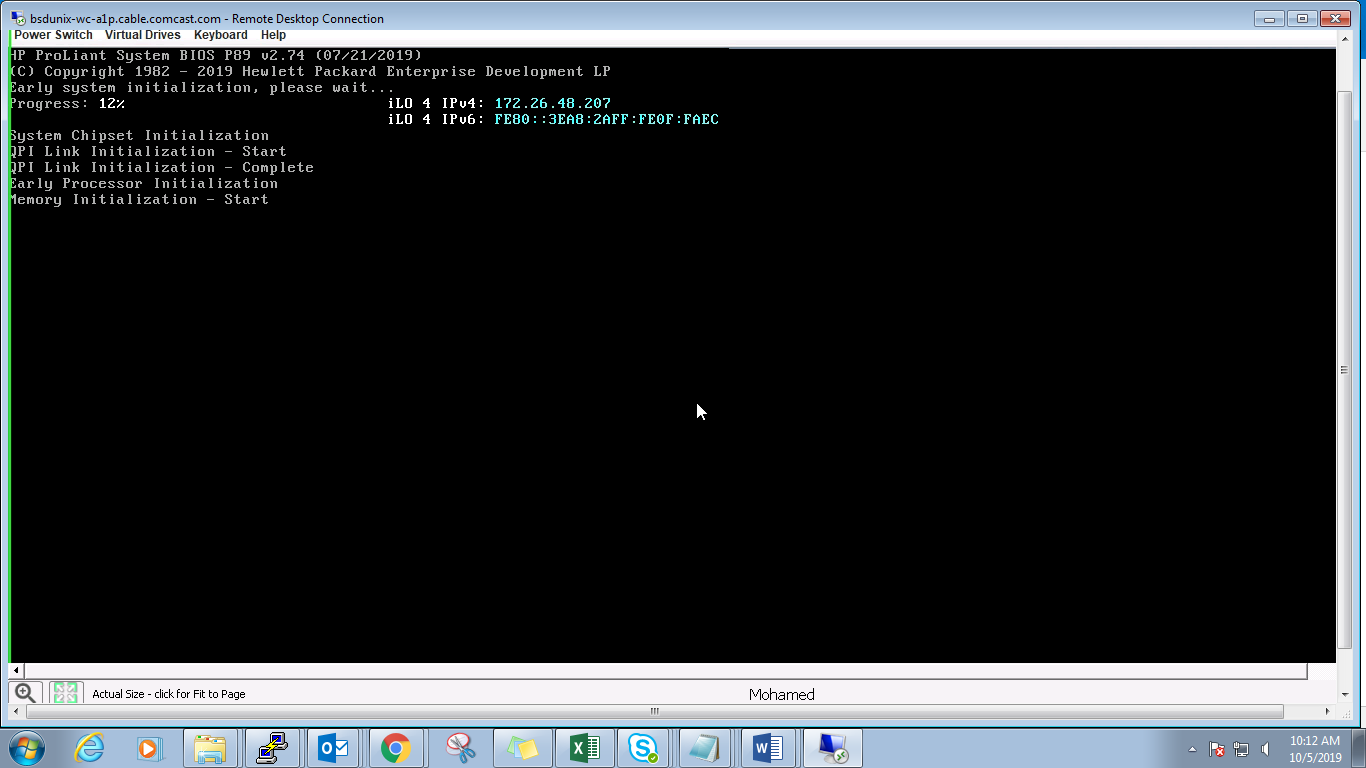 bsdunix-wc-a1p.cable.comcast.com - Remote Desktop Connection
Power Switch Virtual Drives Keyboard Help
HP ProLiant System BIOS P89 v2.74 (07/21/2019)
(C) Copyright 1982 - 2019 Hewlett Packard Enterprise Development LP
Early system initialization, please wait...
Progress: 12% iLO 4 IPv4: 172.26.48.207
iLO 4 IPv6: FE80::3EA8:2AFF:FE0F:FAEC
System Chipset Initialization
QPI Link Initialization - Start
QPI Link Initialization - Complete
Early Processor Initialization
Memory Initialization - Start
Actual Size - click for Fit to Page Mohamed
10:12 AM
10/5/2019